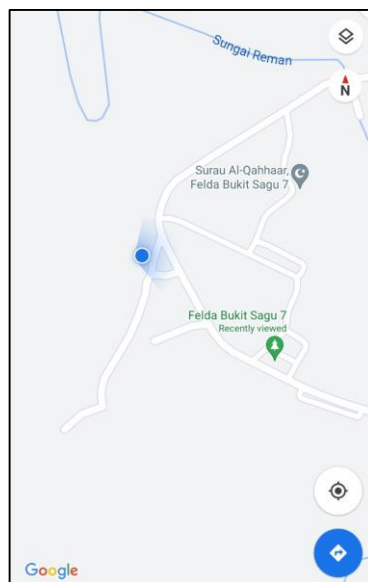 Sungai Reman
N
Surau Al-Qahhaar,
Felda Bukit Sagu 7
Felda Bukit Sagu 7
Recently viewed
Google